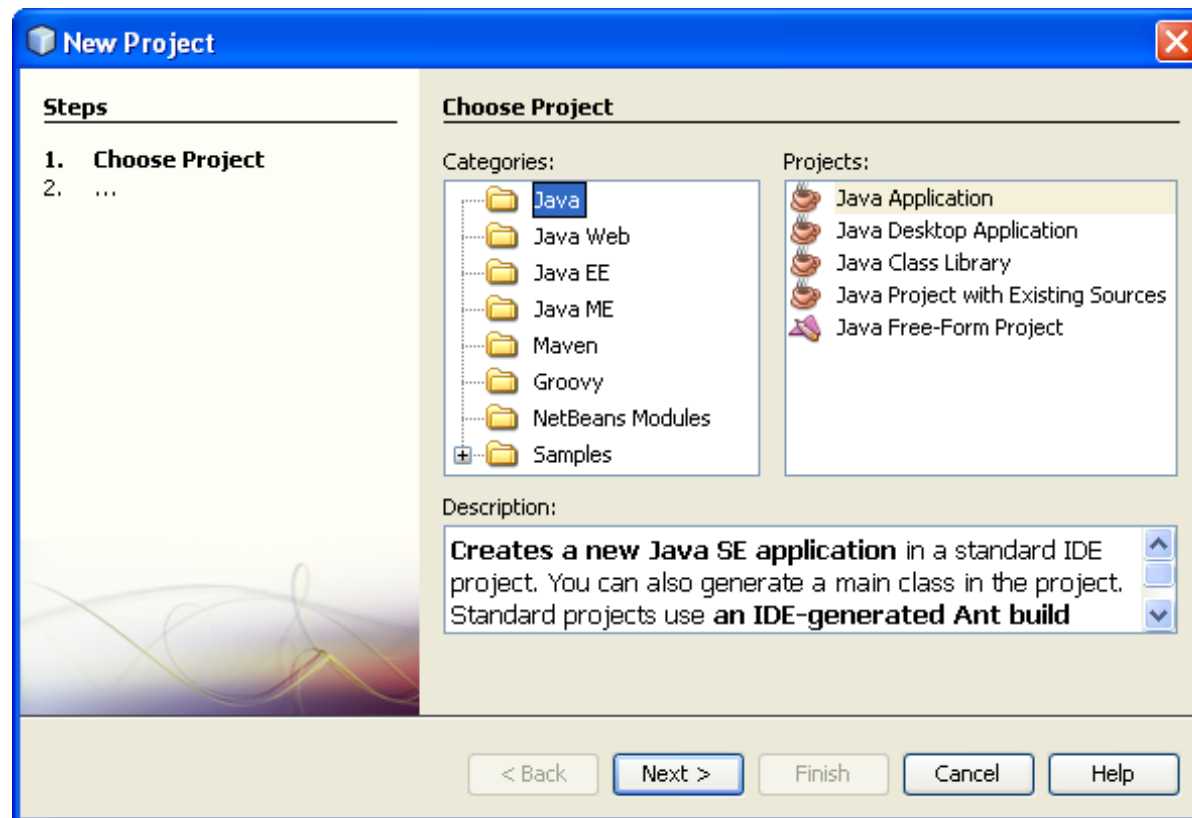 New Project
Steps
1. Choose Project
2. ...
Choose Project
Categories:
Java
Java Web
Java EE
Java ME
Maven
Groovy
NetBeans Modules
Samples
Projects:
Java Application
Java Desktop Application
Java Class Library
Java Project with Existing Sources
Java Free-Form Project
Description:
Creates a new Java SE application in a standard IDE
project. You can also generate a main class in the project.
Standard projects use an IDE-generated Ant build
< Back
Next >
Finish
Cancel
Help